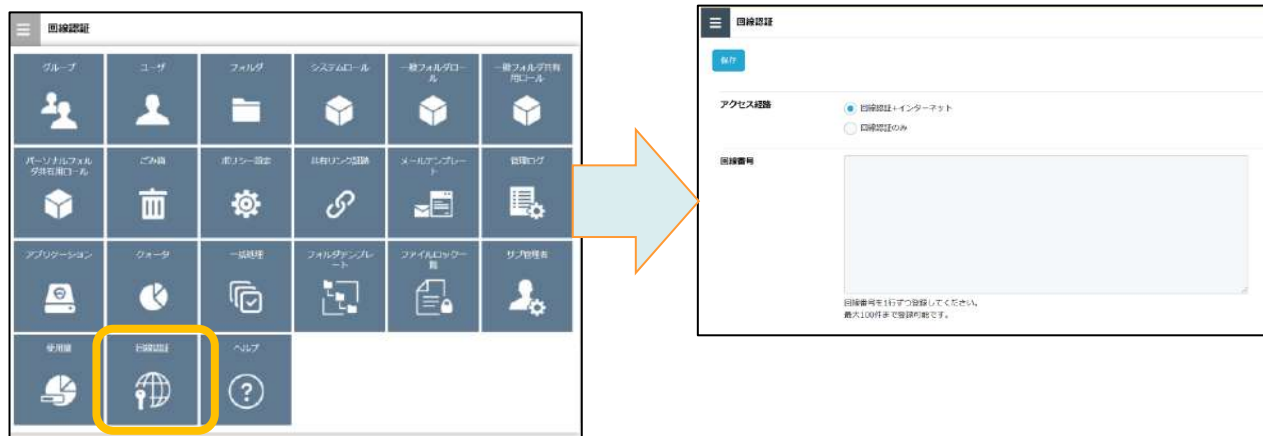 回線認証
グループ
ユーザ
フォルダ
システムロール
一般フォルダロー
ル
一般フォルダ共有
用ロール
パーソナルフォル
ダ共有用ロール
ごみ箱
ポリシー設定
共有リンク証跡
メールテンプレー
ト
管理ログ
アプリケーション
クォータ
一括処理
フォルダテンプレ
ート
ファイルロック一
覧
サブ管理者
使用量
回線認証
ヘルプ
回線認証
保存
アクセス経路
回線認証+インターネット
回線認証のみ
回線番号
回線番号を1行ずつ登録してください。
最大100件まで登録可能です。